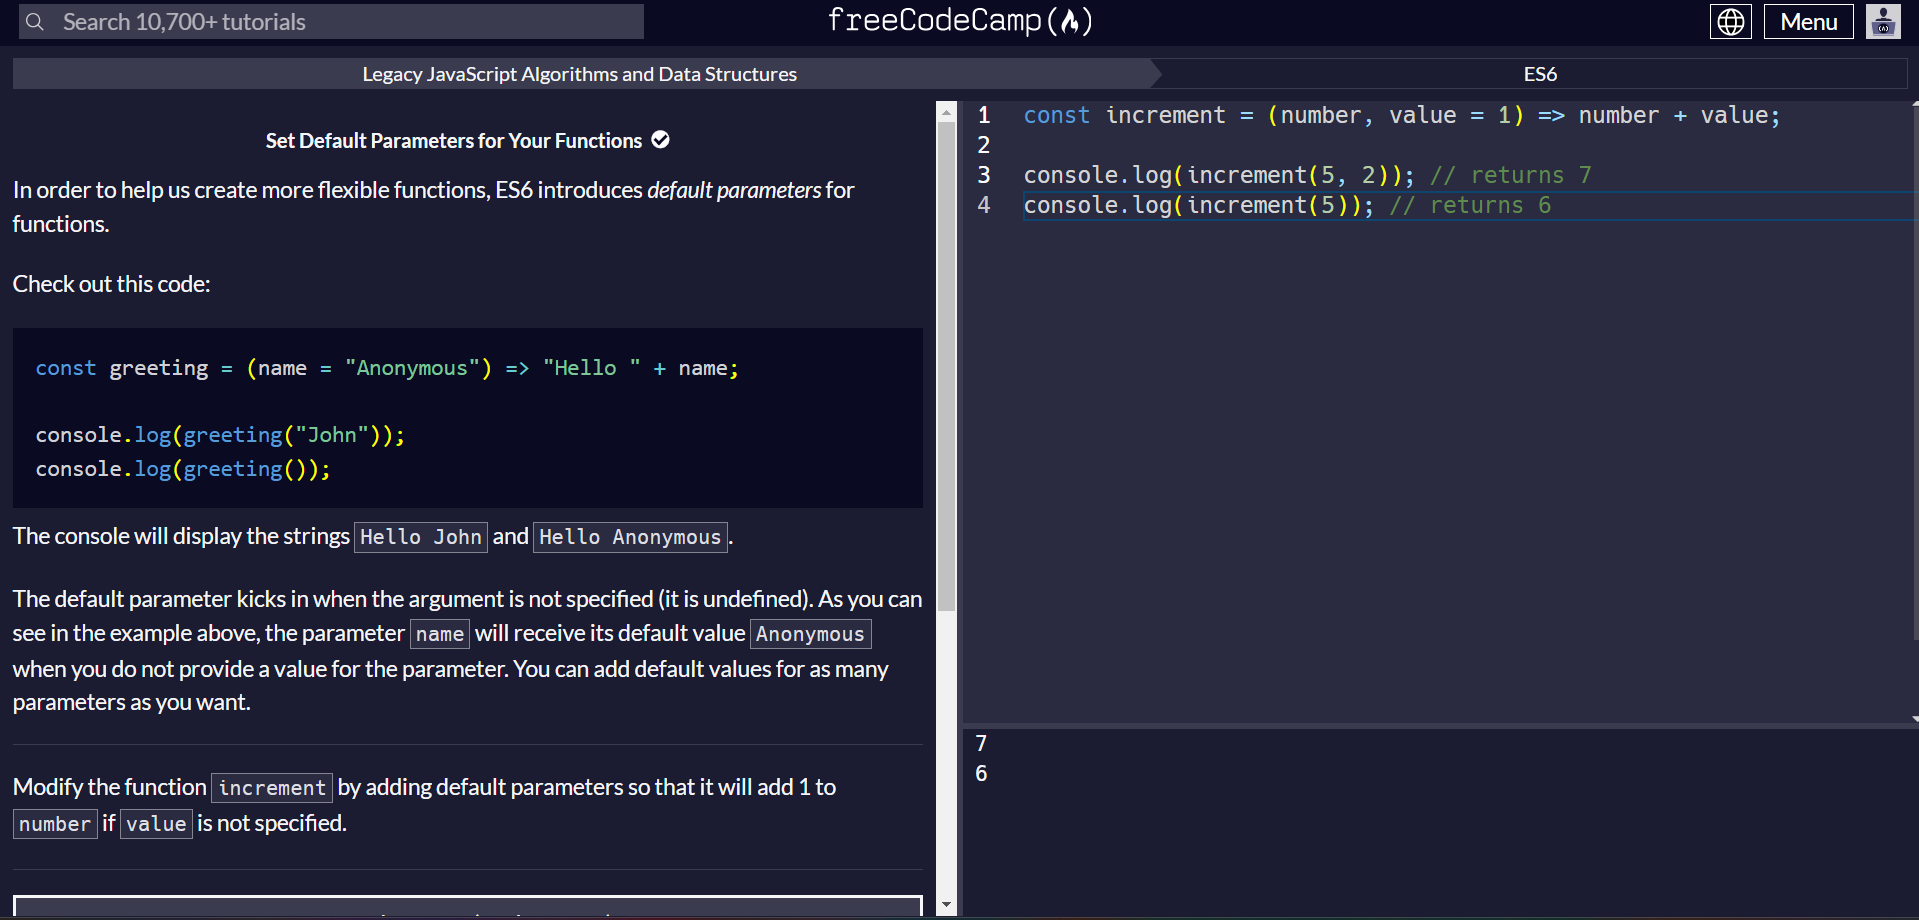 Search 10,700+ tutorials
freeCodeCamp(🔥)
Menu
Legacy JavaScript Algorithms and Data Structures
ES6
Set Default Parameters for Your Functions
In order to help us create more flexible functions, ES6 introduces default parameters for
functions.
Check out this code:
const greeting = (name = "Anonymous") => "Hello " + name;
console.log(greeting("John"));
console.log(greeting());
The console will display the strings Hello John and Hello Anonymous.
The default parameter kicks in when the argument is not specified (it is undefined). As you can
see in the example above, the parameter name will receive its default value Anonymous
when you do not provide a value for the parameter. You can add default values for as many
parameters as you want.
Modify the function increment by adding default parameters so that it will add 1 to
number if value is not specified.
1 const increment = (number, value = 1) => number + value;
2
3 console.log(increment(5, 2)); // returns 7
4 console.log(increment(5)); // returns 6
7
6